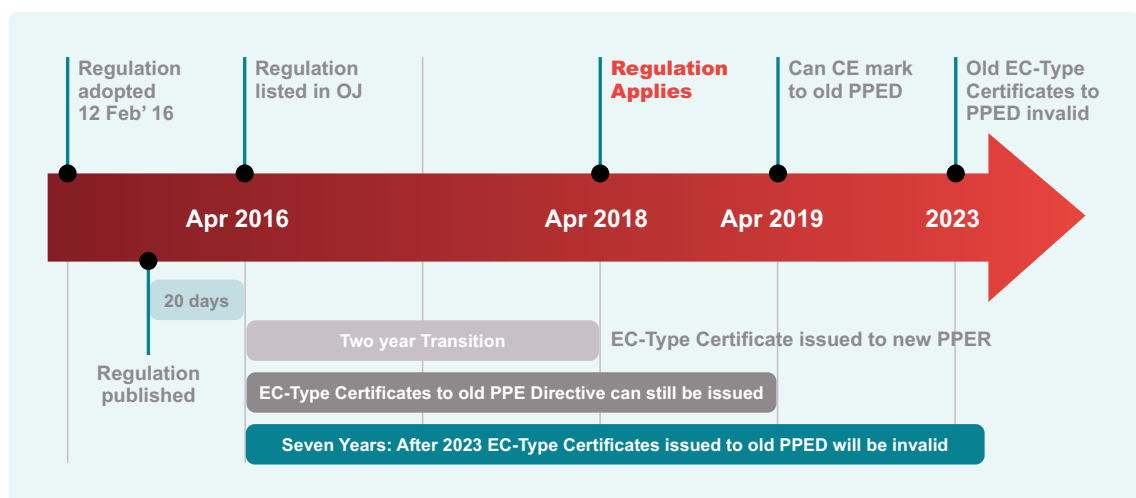 Regulation
adopted
12 Feb’ 16
Regulation
listed in OJ
Regulation
Applies
Can CE mark
to old PPED
Old EC-Type
Certificates to
PPED invalid
Apr 2016
Apr 2018
Apr 2019
2023
20 days
Regulation
published
Two year Transition
EC-Type Certificate issued to new PPER
EC-Type Certificates to old PPE Directive can still be issued
Seven Years: After 2023 EC-Type Certificates issued to old PPED will be invalid